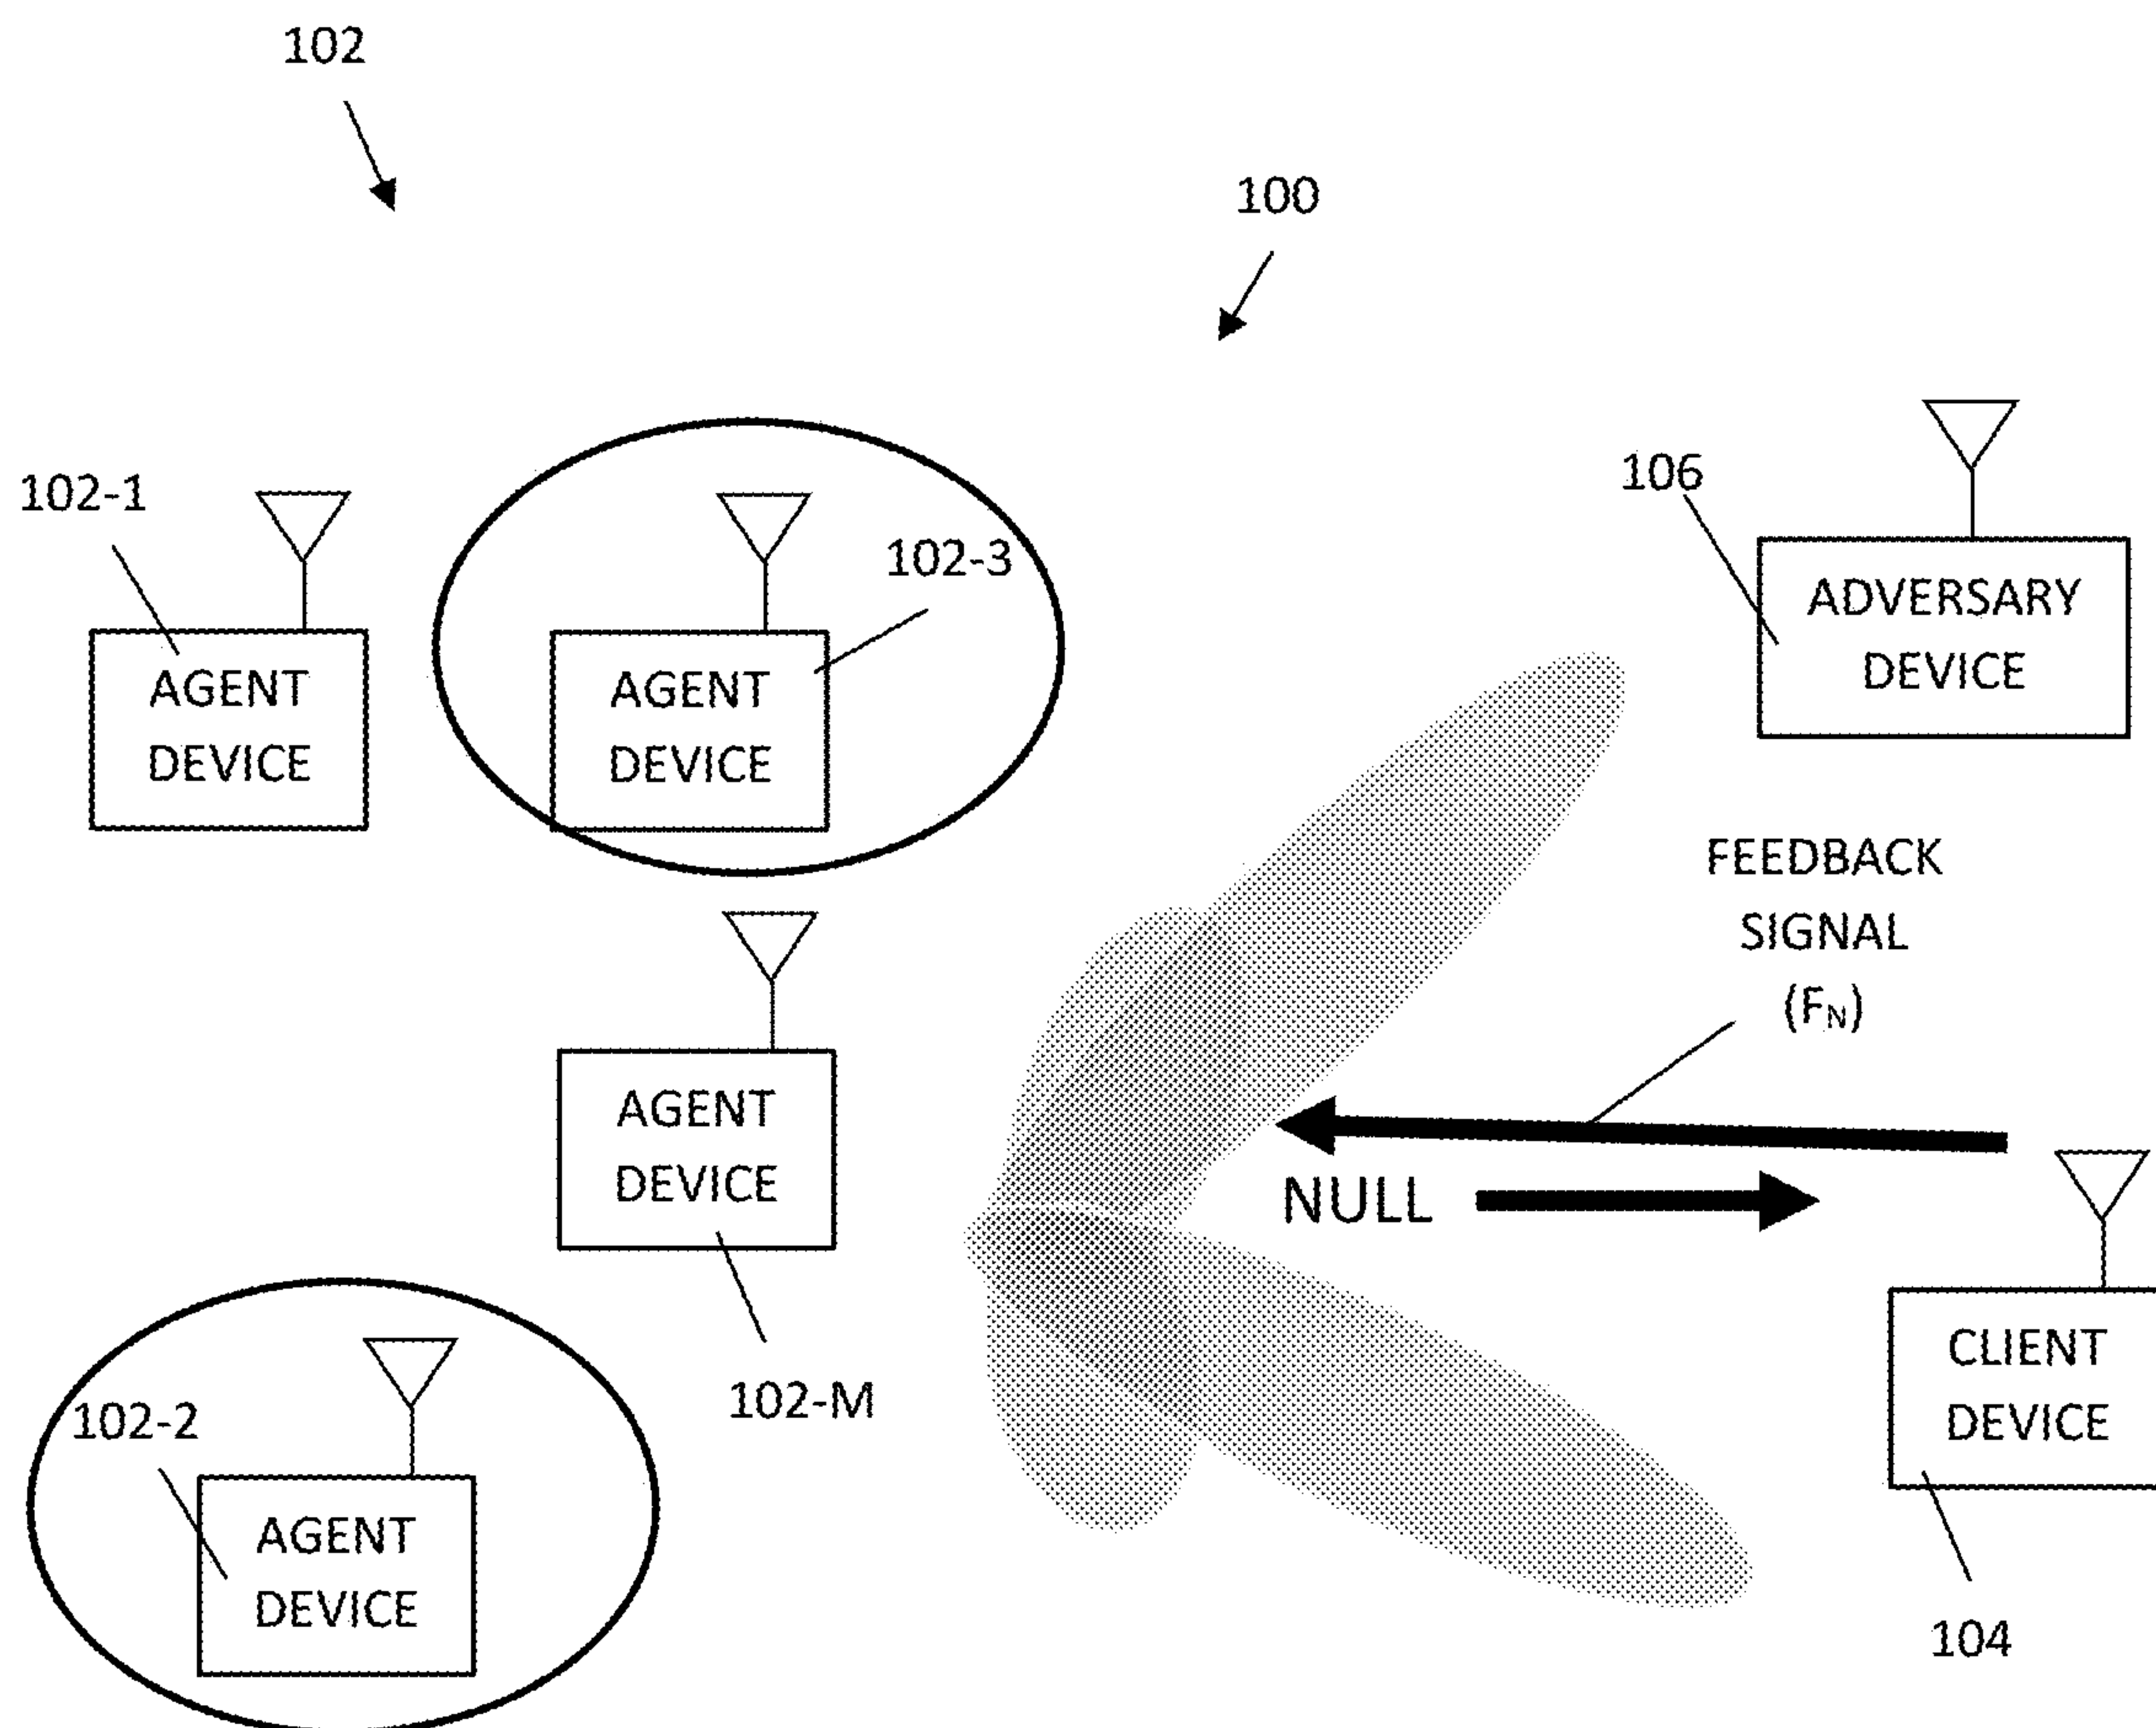 102
100
102-1
102-3
106
AGENT
DEVICE
AGENT
DEVICE
ADVERSARY
DEVICE
FEEDBACK
SIGNAL
(FN)
AGENT
DEVICE
NULL
102-M
102-2
AGENT
DEVICE
CLIENT
DEVICE
104